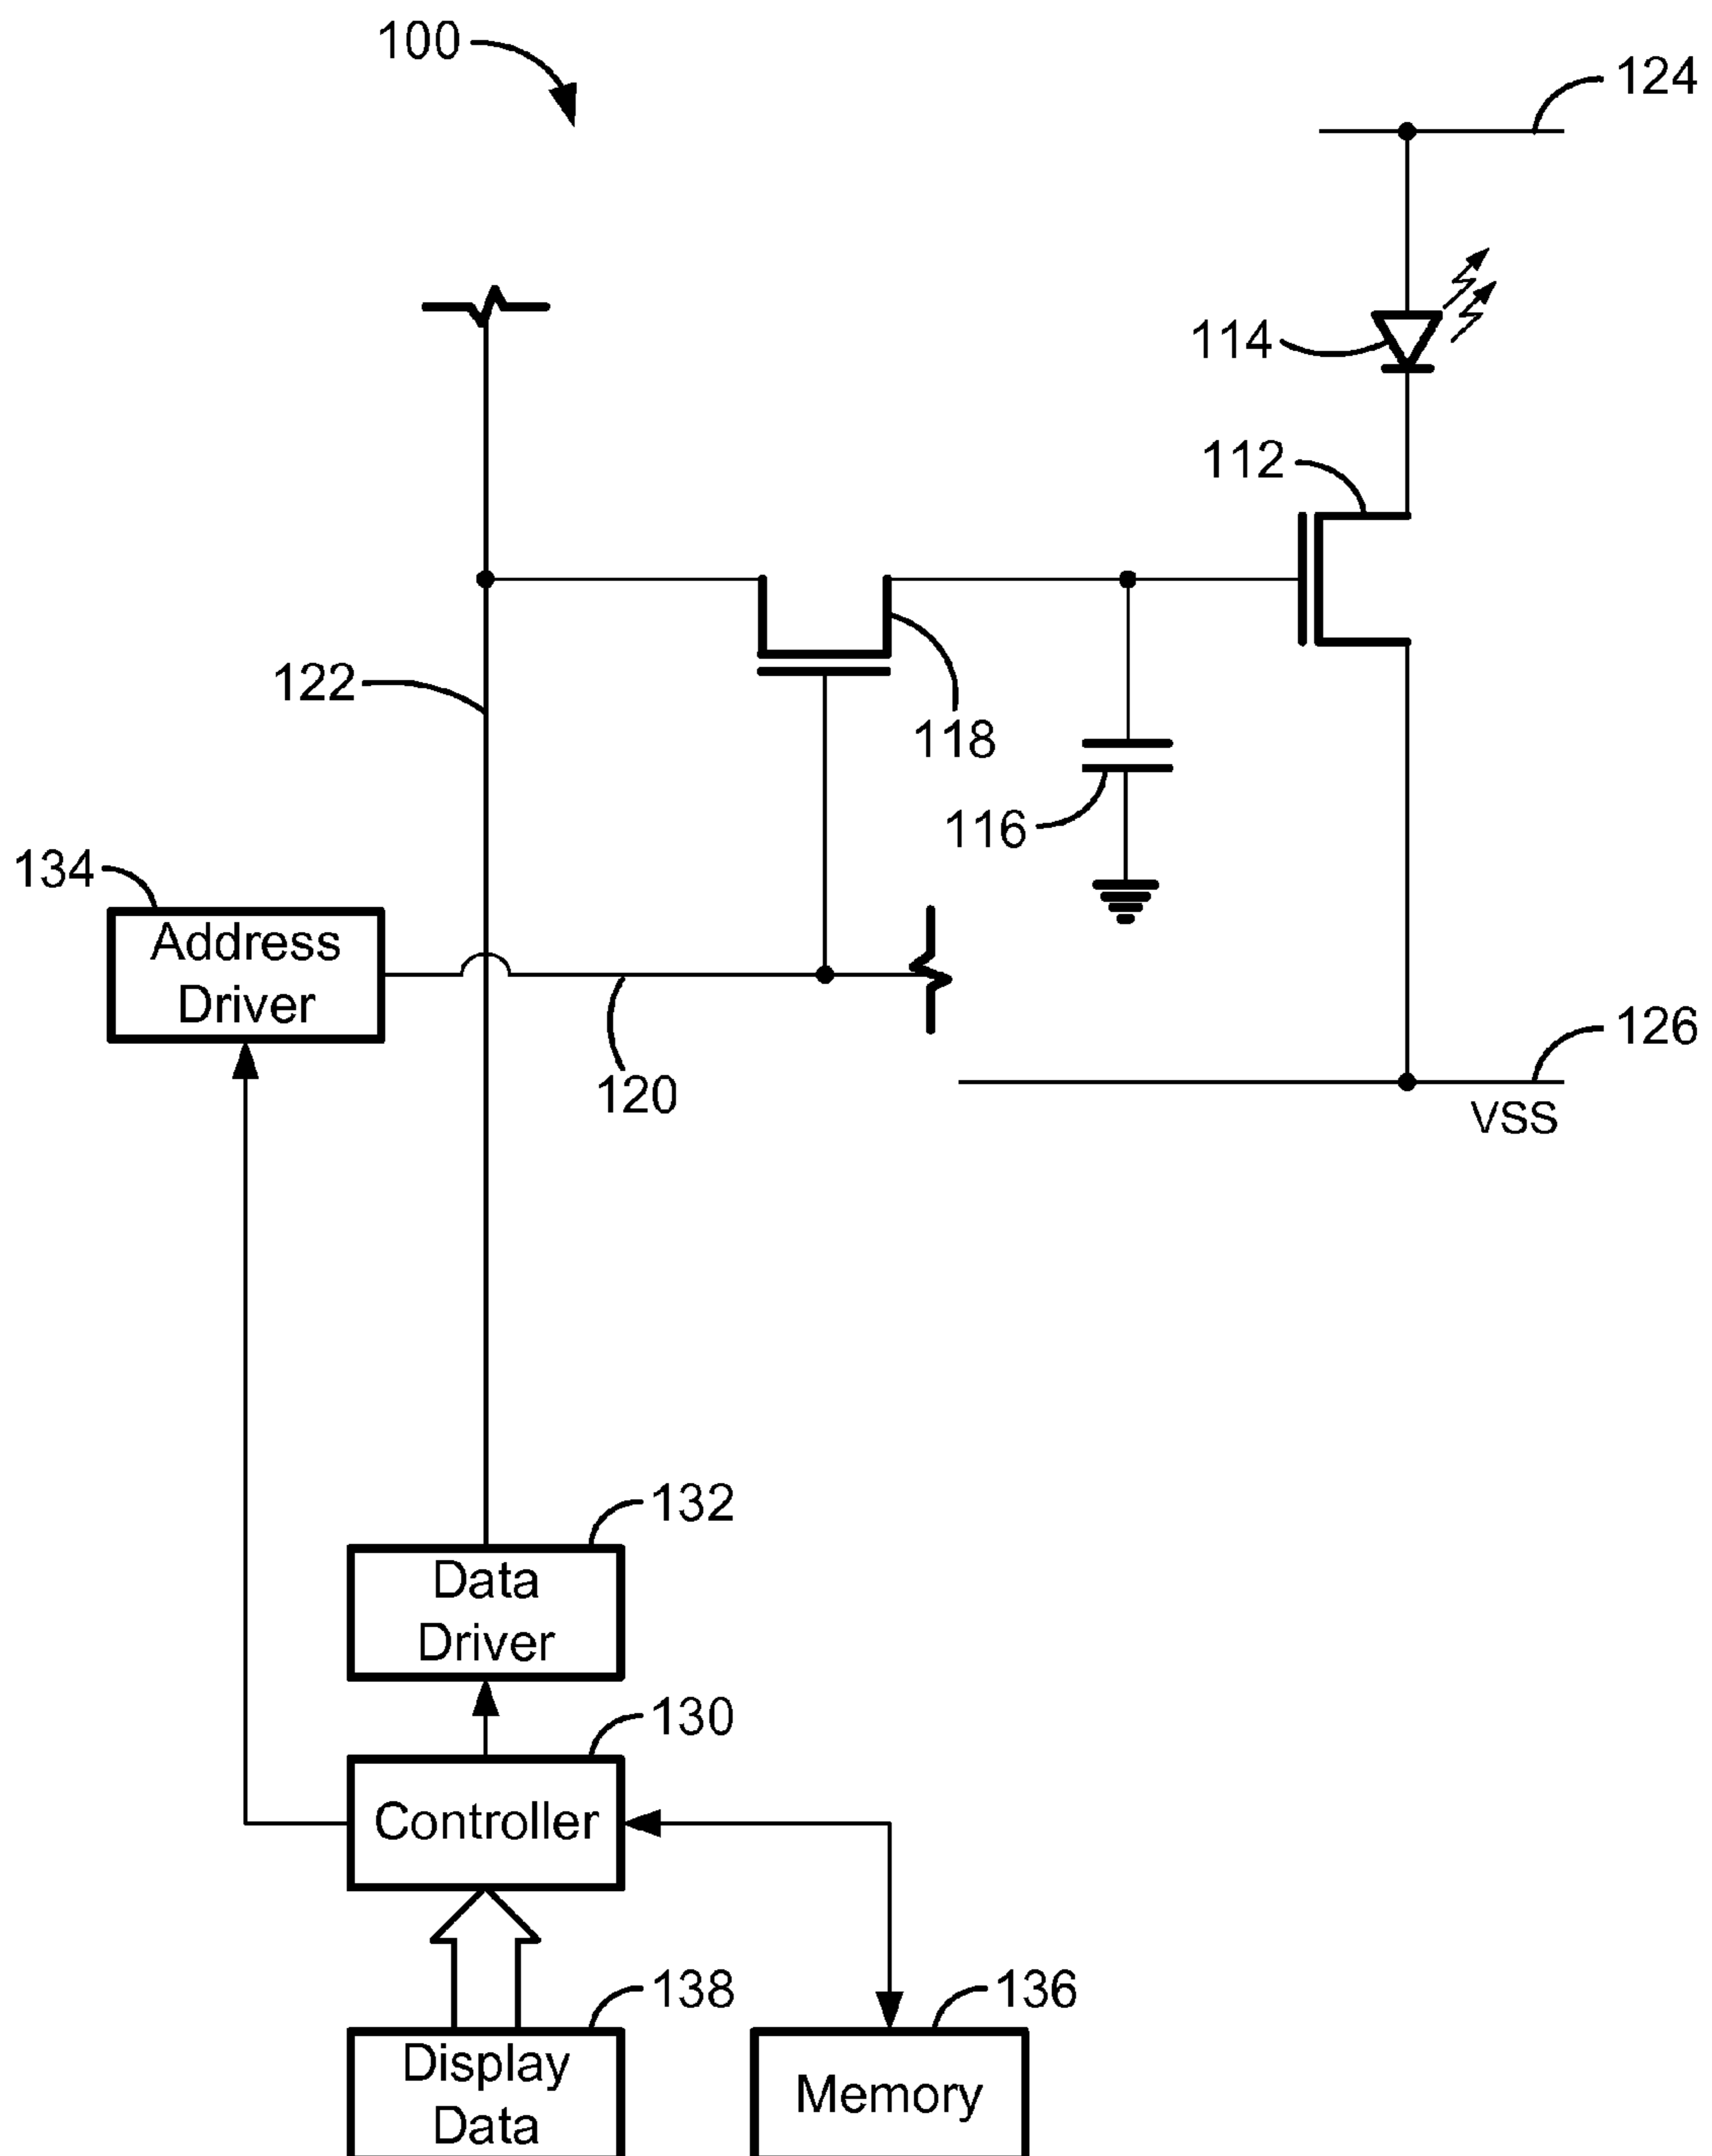 100
124
114
112
122
118
116
134
Address
Driver
120
126
VSS
132
Data
Driver
130
Controller
138
136
Display
Data
Memory